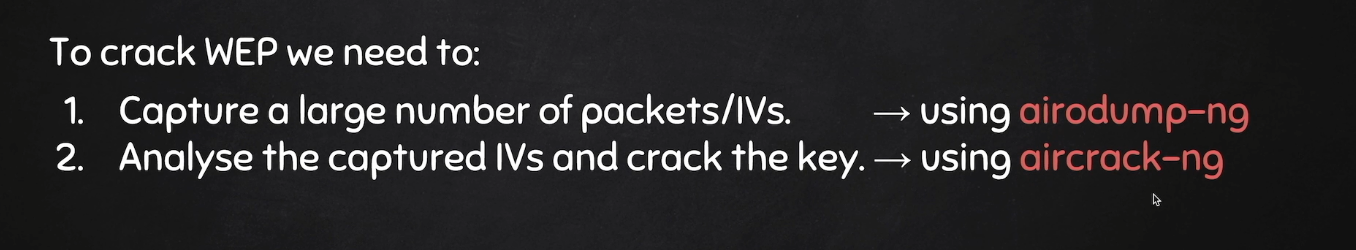 To crack WEP we need to:
1. Capture a large number of packets/IVs. → using airodump-ng
2. Analyse the captured IVs and crack the key. → using aircrack-ng